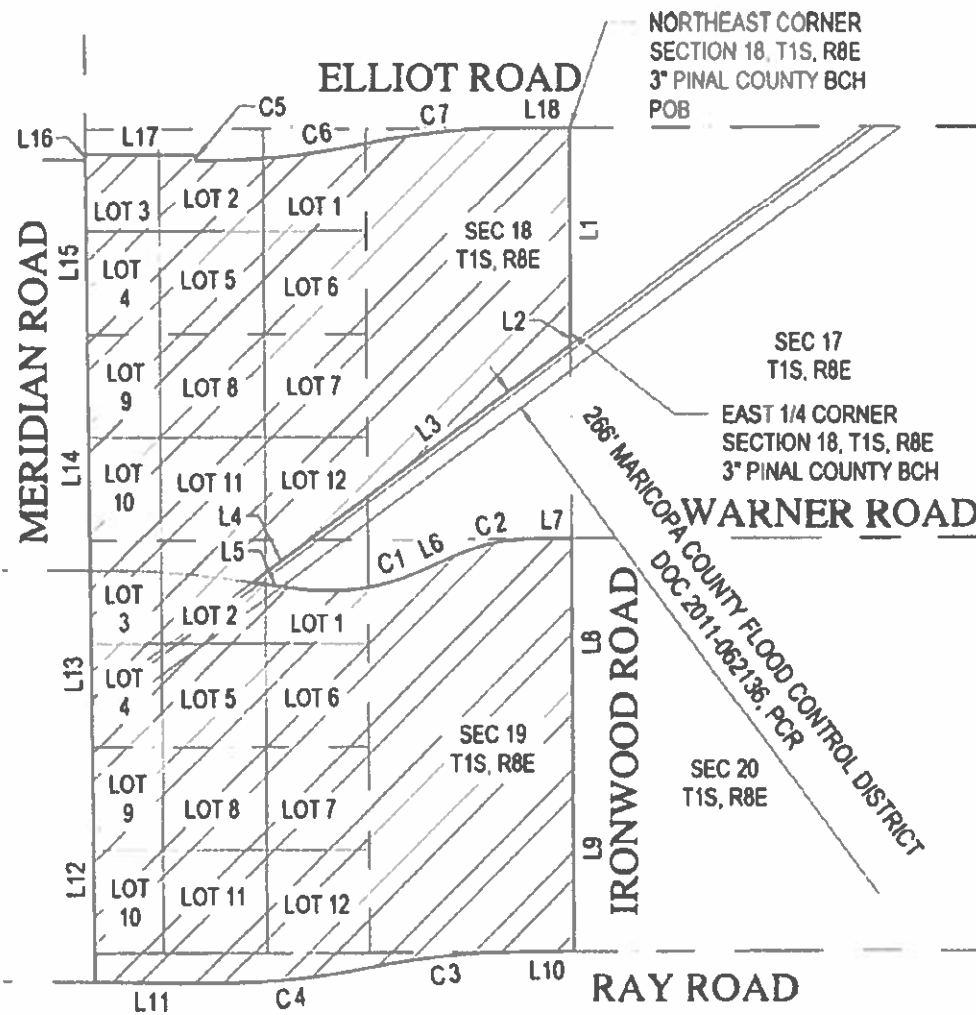 NORTHEAST CORNER
SECTION 18, T1S, R8E
3" PINAL COUNTY BCH
POB
ELLIOT ROAD
C5
C7
L18
L16
L17
C6
LOT 3
LOT 2
LOT 1
SEC 18
T1S, R8E
L1
MERIDIAN ROAD
L15
LOT
4
LOT 5
LOT 6
L2
SEC 17
T1S, R8E
LOT
9
LOT 8
LOT 7
L3
EAST 1/4 CORNER
SECTION 18, T1S, R8E
3" PINAL COUNTY BCH
266' MARICOPA COUNTY FLOOD CONTROL DISTRICT
DOC 2011-062136, PCR
L14
LOT
10
LOT 11
LOT 12
L4
WARNER ROAD
L5
C1
L6
C2
L7
LOT
3
LOT 2
LOT 1
IRONWOOD ROAD
L8
L13
LOT
4
LOT 5
LOT 6
SEC 19
T1S, R8E
SEC 20
T1S, R8E
LOT
9
LOT 8
LOT 7
L9
L12
LOT
10
LOT 11
LOT 12
L11
C4
C3
L10
RAY ROAD